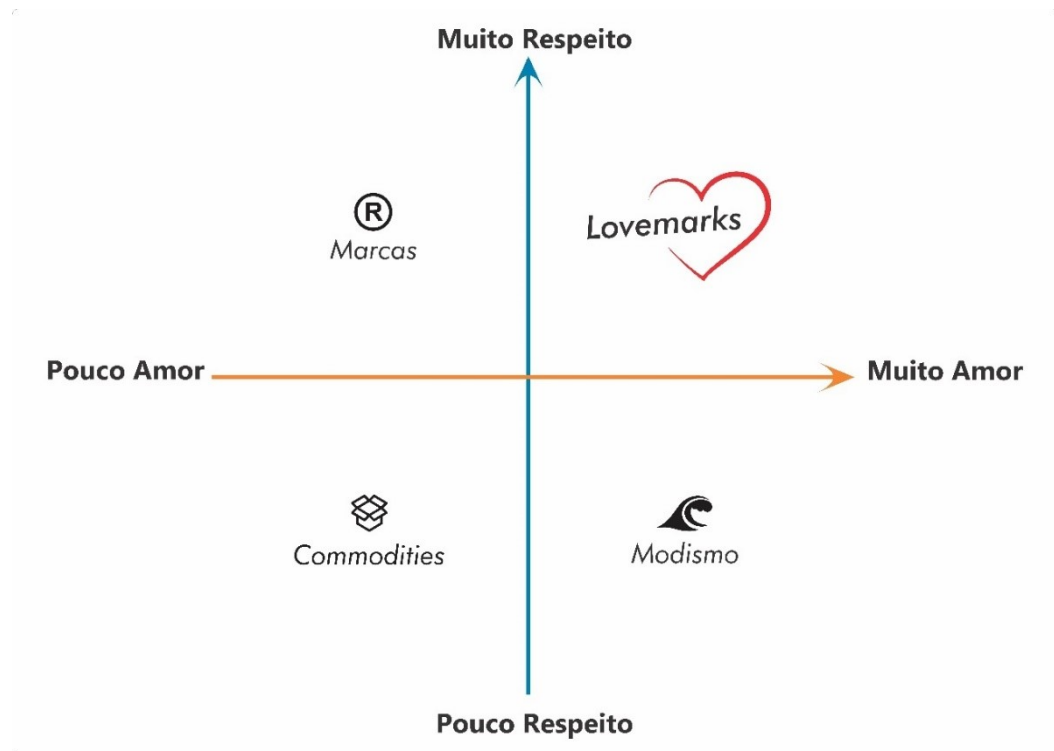 Muito Respeito
®
Marcas
Lovemarks
Pouco Amor
Muito Amor
Commodities
Modismo
Pouco Respeito